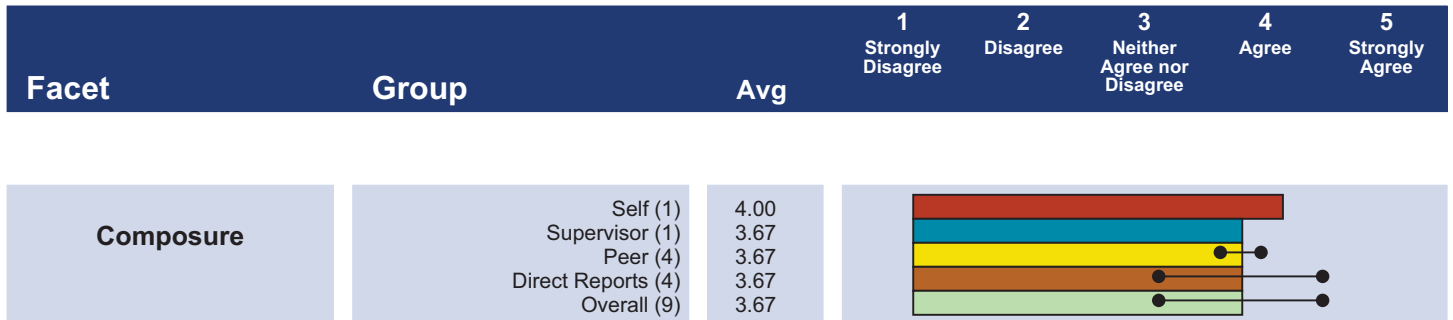 Facet
Group
Avg
1
Strongly
Disagree
2
Disagree
3
Neither
Agree nor
Disagree
4
Agree
5
Strongly
Agree
Composure
Self (1) 4.00
Supervisor (1) 3.67
Peer (4) 3.67
Direct Reports (4) 3.67
Overall (9) 3.67